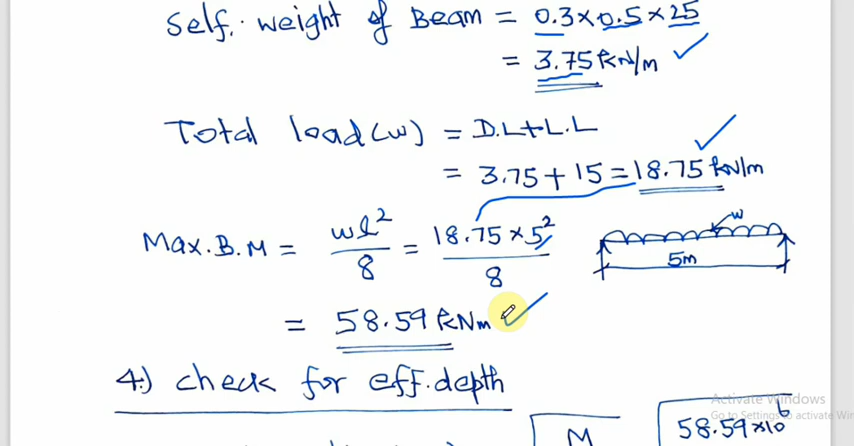 Self. weight of Beam = 0.3×0.5×25
= 3.75 kN/m
Total load(w) = D.L+L.L
= 3.75 + 15 = 18.75 kN/m
Max.B.M = wl²/8 = 18.75×5²/8
w
5m
= 58.59 kNm
4.) check for eff.depth
M
58.59×10⁶
Activate Windows
Go to Settings to activate Win